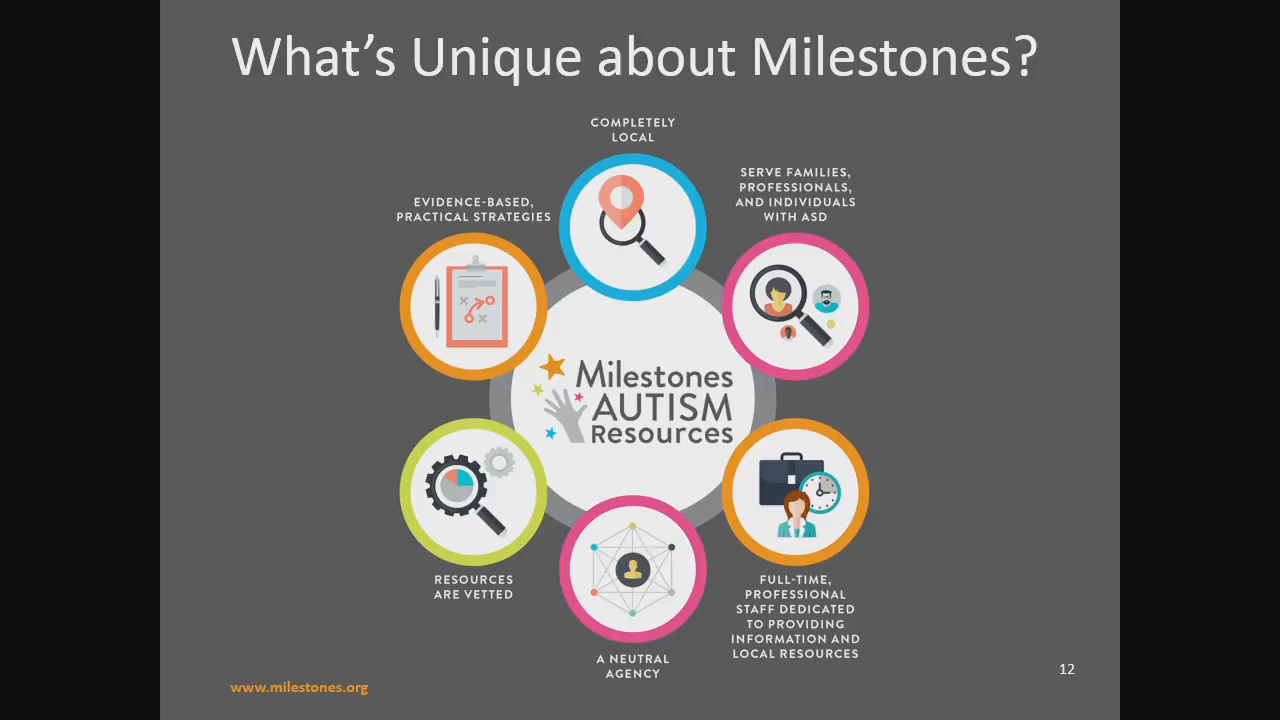 What's Unique about Milestones?
COMPLETELY
LOCAL
SERVE FAMILIES,
PROFESSIONALS,
AND INDIVIDUALS
WITH ASD
EVIDENCE-BASED,
PRACTICAL STRATEGIES
Milestones
AUTISM
Resources
RESOURCES
ARE VETTED
FULL-TIME,
PROFESSIONAL
STAFF DEDICATED
TO PROVIDING
INFORMATION AND
LOCAL RESOURCES
A NEUTRAL
AGENCY
12
www.milestones.org